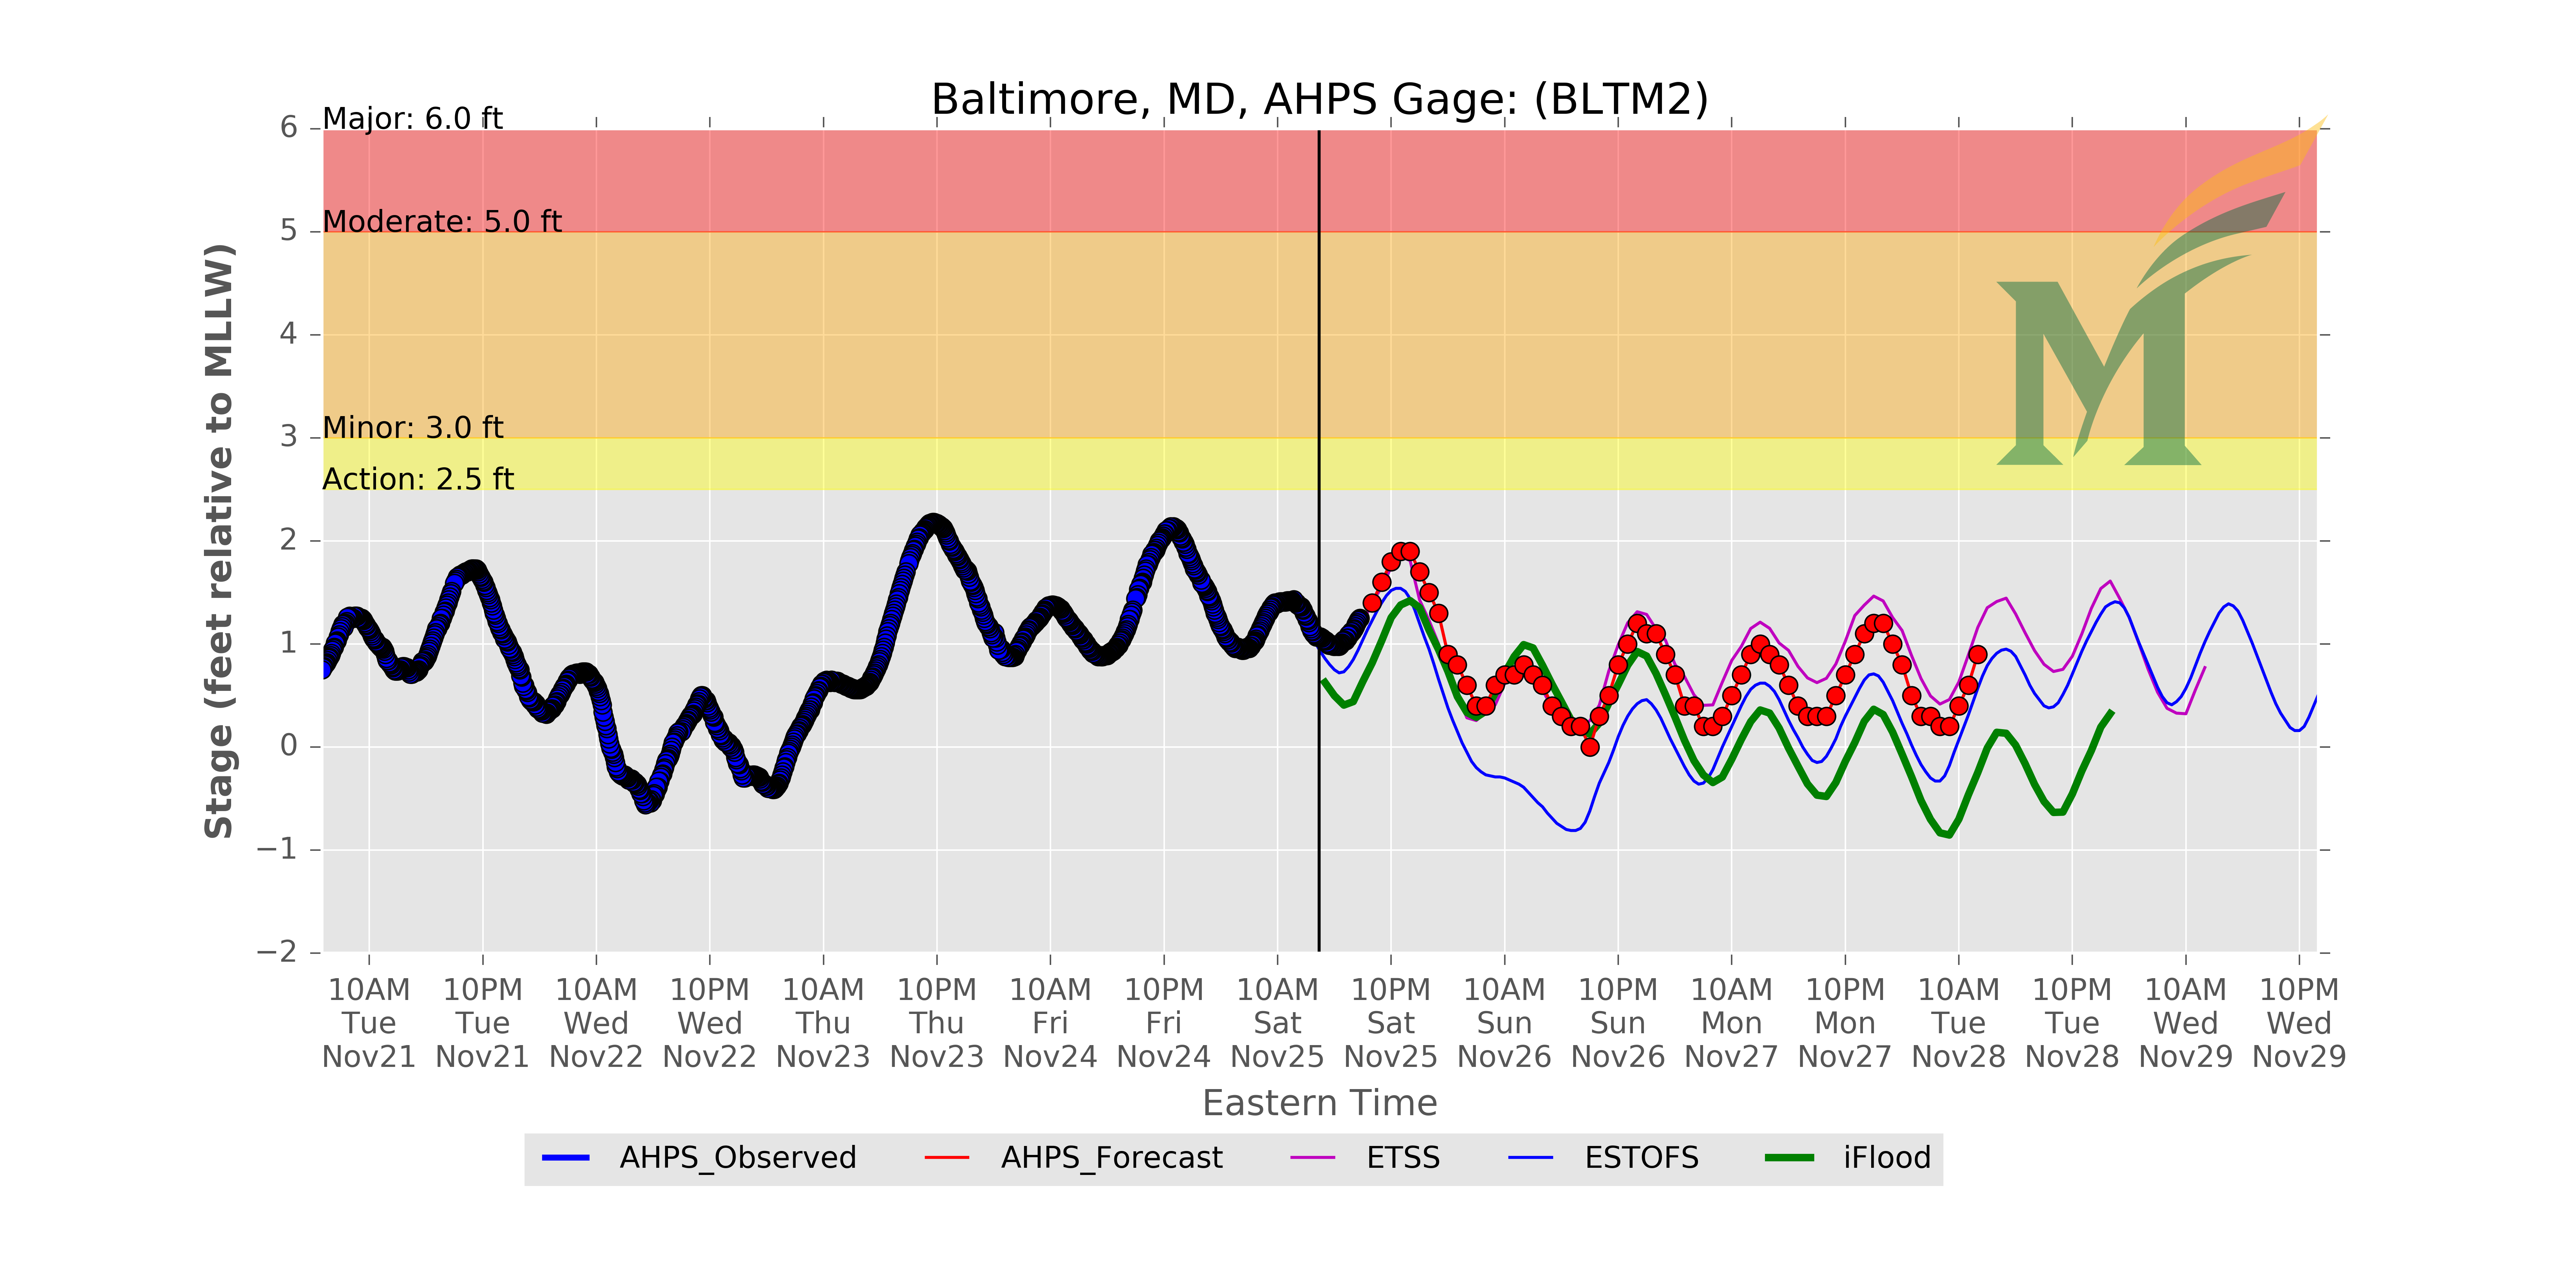 Baltimore, MD, AHPS Gage: (BLTM2)
Major: 6.0 ft
Moderate: 5.0 ft
Minor: 3.0 ft
Action: 2.5 ft
Stage (feet relative to MLLW)
6
5
4
3
2
1
0
−1
−2
10AM 10PM 10AM 10PM 10AM 10PM 10AM 10PM 10AM 10PM 10AM 10PM 10AM 10PM 10AM 10PM 10AM 10PM
Tue Tue Wed Wed Thu Thu Fri Fri Sat Sat Sun Sun Mon Mon Tue Tue Wed Wed
Nov21 Nov21 Nov22 Nov22 Nov23 Nov23 Nov24 Nov24 Nov25 Nov25 Nov26 Nov26 Nov27 Nov27 Nov28 Nov28 Nov29 Nov29
Eastern Time
AHPS_Observed AHPS_Forecast ETSS ESTOFS iFlood